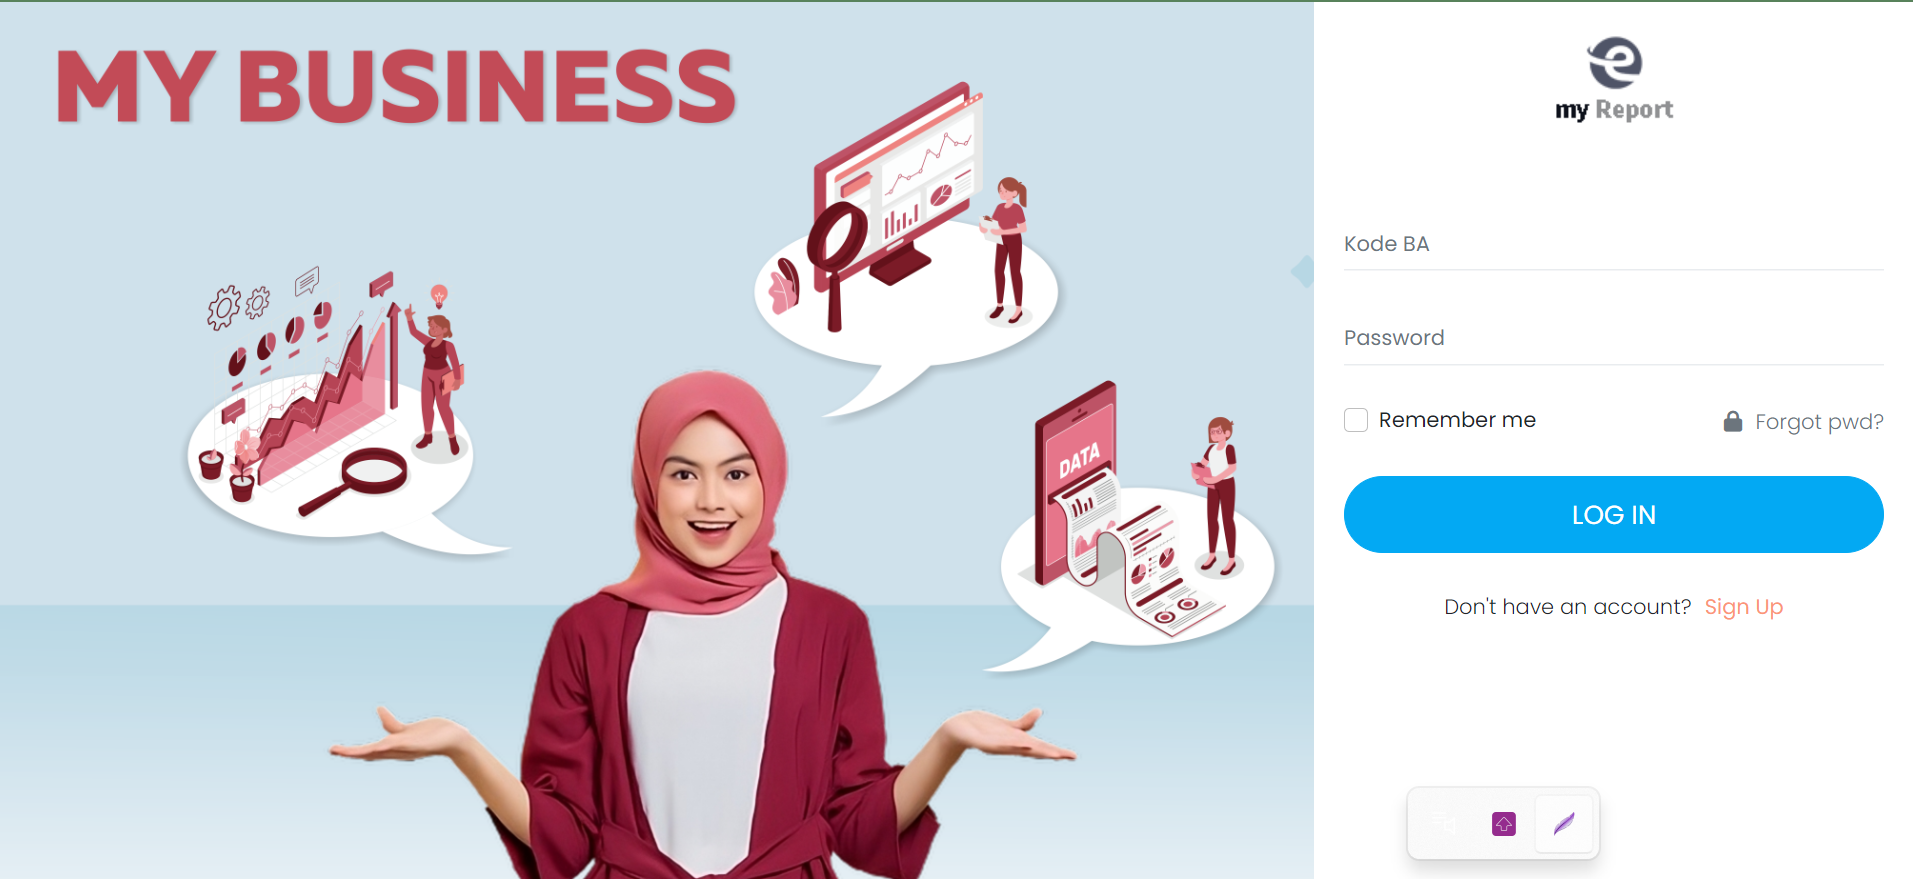 MY BUSINESS
DATA
my Report
Kode BA
Password
Remember me
Forgot pwd?
LOG IN
Don't have an account? Sign Up